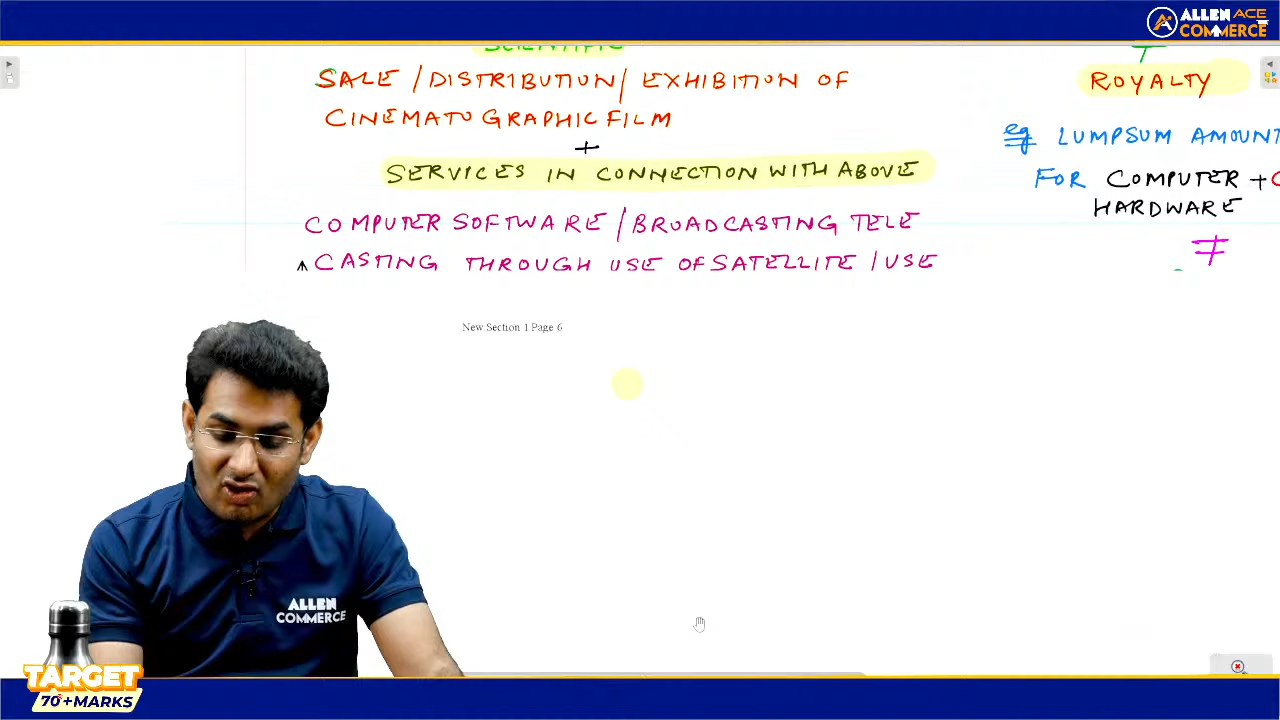 ALLEN ACE
COMMERCE
SCIENTIFIC
SALE / DISTRIBUTION / EXHIBITION OF
CINEMATOGRAPHIC FILM
+
SERVICES IN CONNECTION WITH ABOVE
COMPUTER SOFTWARE / BROADCASTING TELE
CASTING THROUGH USE OF SATELLITE / USE
ROYALTY
eg LUMPSUM AMOUNT
FOR COMPUTER +
HARDWARE
New Section 1 Page 6
ALLEN
COMMERCE
TARGET
70+MARKS